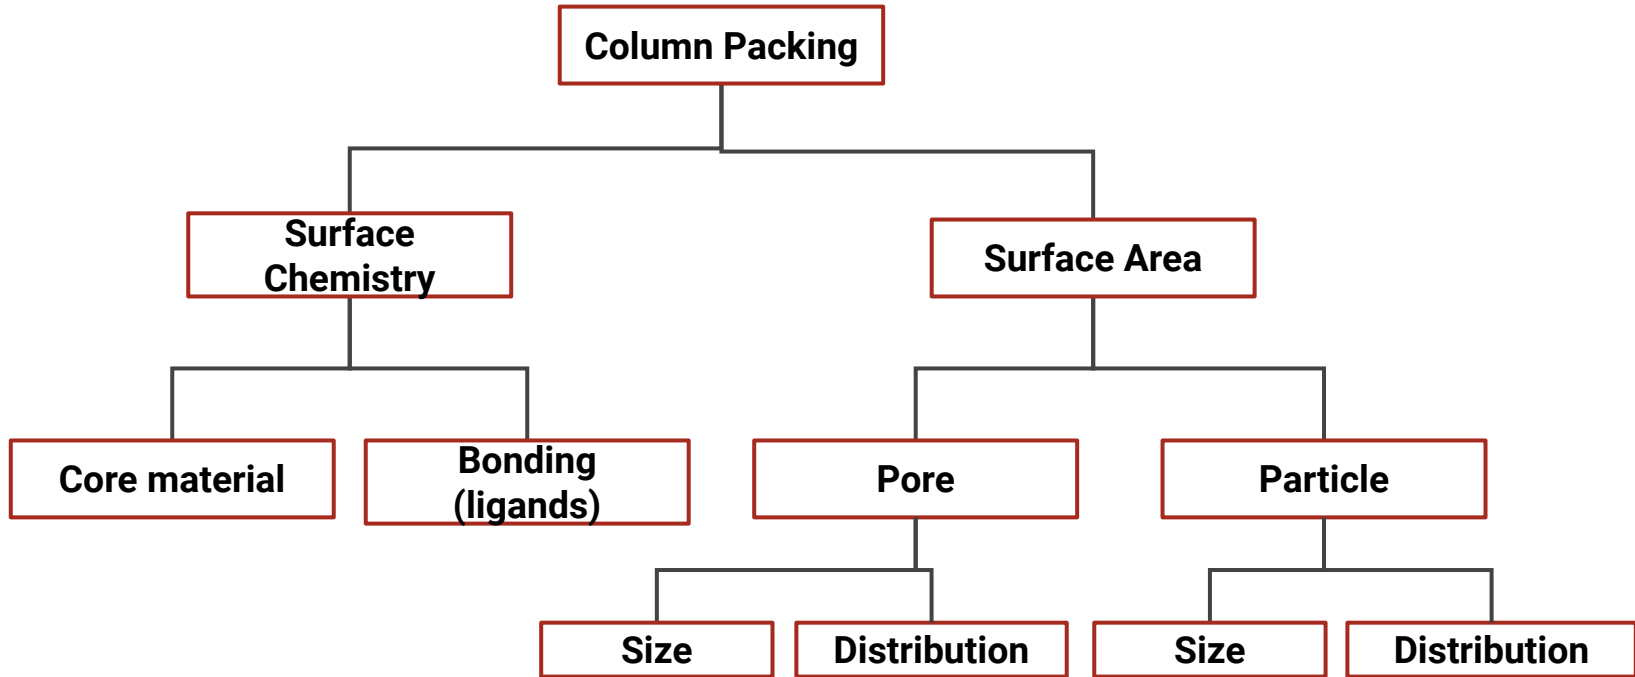 Column Packing
Surface
Chemistry
Surface Area
Core material
Bonding
(ligands)
Pore
Particle
Size
Distribution
Size
Distribution